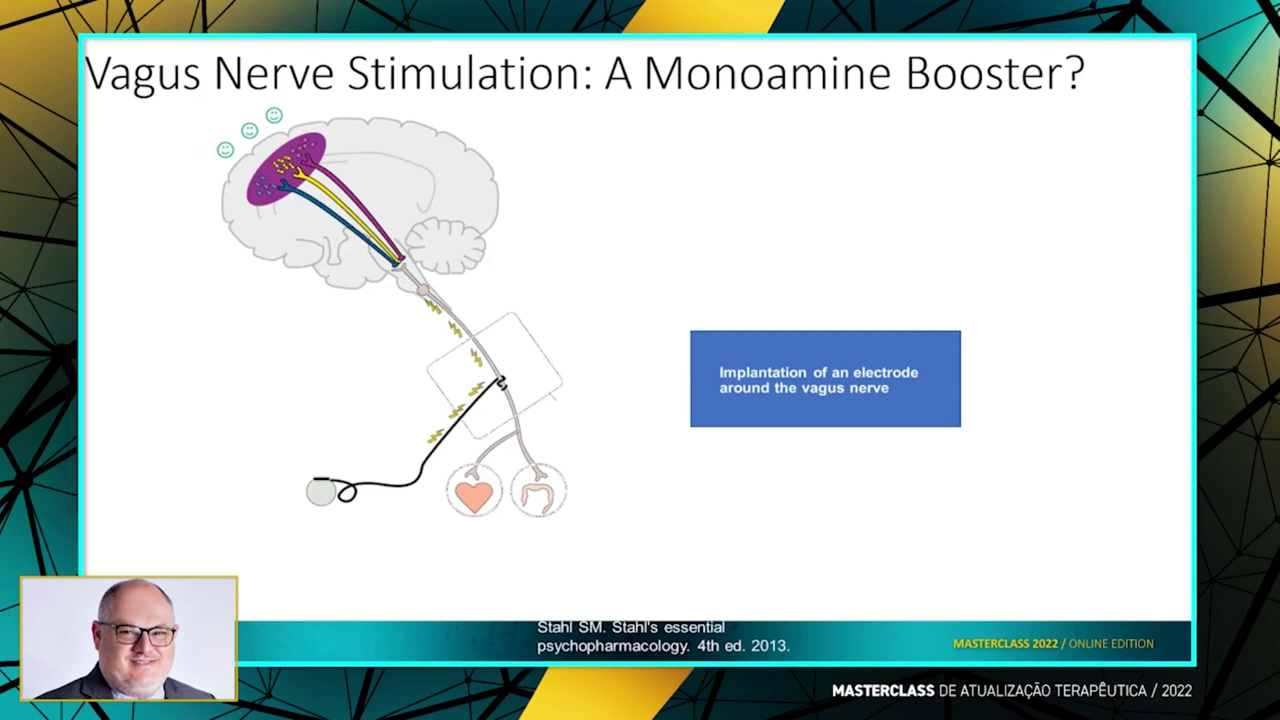 Vagus Nerve Stimulation: A Monoamine Booster?
Implantation of an electrode
around the vagus nerve
Stahl SM. Stahl's essential
psychopharmacology. 4th ed. 2013.
MASTERCLASS 2022 / ONLINE EDITION
MASTERCLASS DE ATUALIZAÇÃO TERAPÊUTICA / 2022